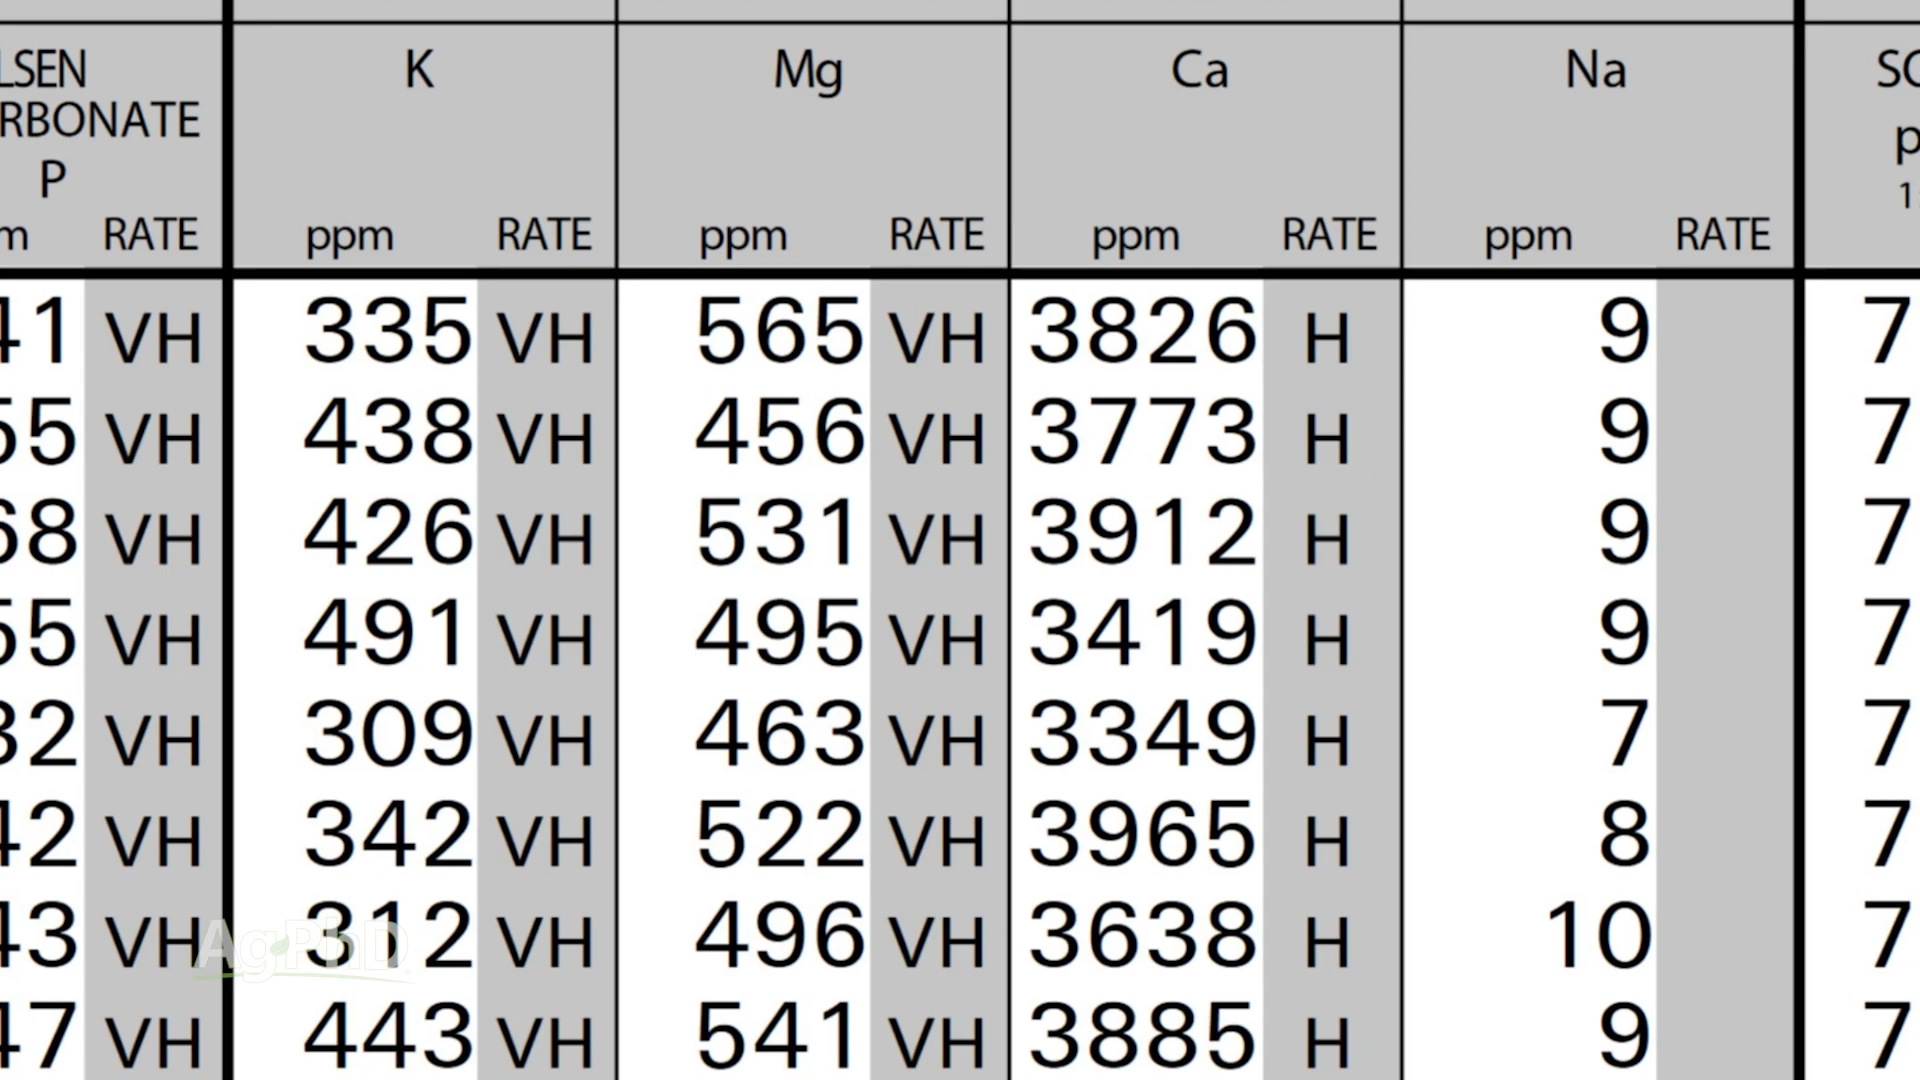 K Mg Ca Na
LSEN
RBONATE
P
RATE ppm RATE ppm RATE ppm RATE ppm RATE
41 VH 335 VH 565 VH 3826 H 9 7
55 VH 438 VH 456 VH 3773 H 9 7
68 VH 426 VH 531 VH 3912 H 9 7
55 VH 491 VH 495 VH 3419 H 9 7
32 VH 309 VH 463 VH 3349 H 7 7
42 VH 342 VH 522 VH 3965 H 8 7
43 VH 312 VH 496 VH 3638 H 10 7
47 VH 443 VH 541 VH 3885 H 9 7
AgPhD